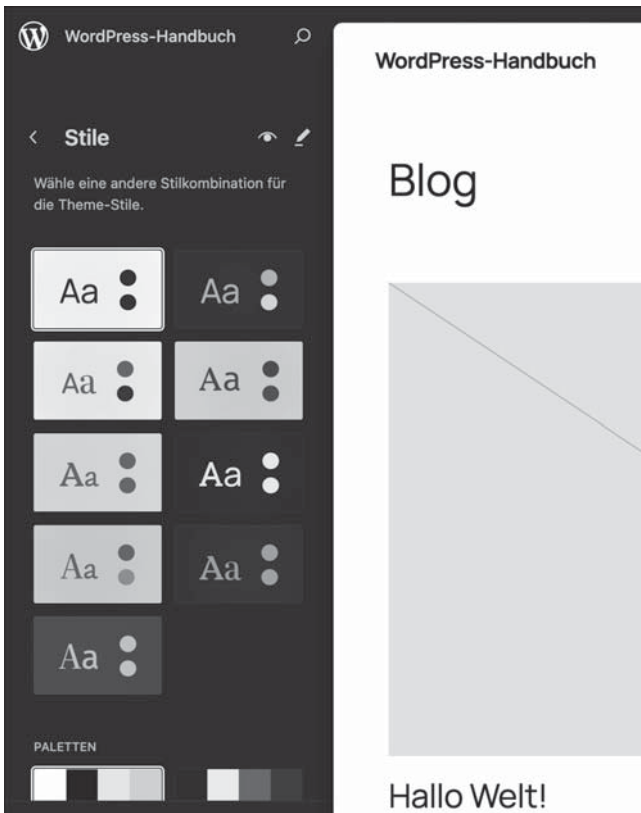 WordPress-Handbuch
Stile
Wähle eine andere Stilkombination für
die Theme-Stile.
Aa
Aa
Aa
Aa
Aa
Aa
Aa
Aa
Aa
PALETTEN
WordPress-Handbuch
Blog
Hallo Welt!